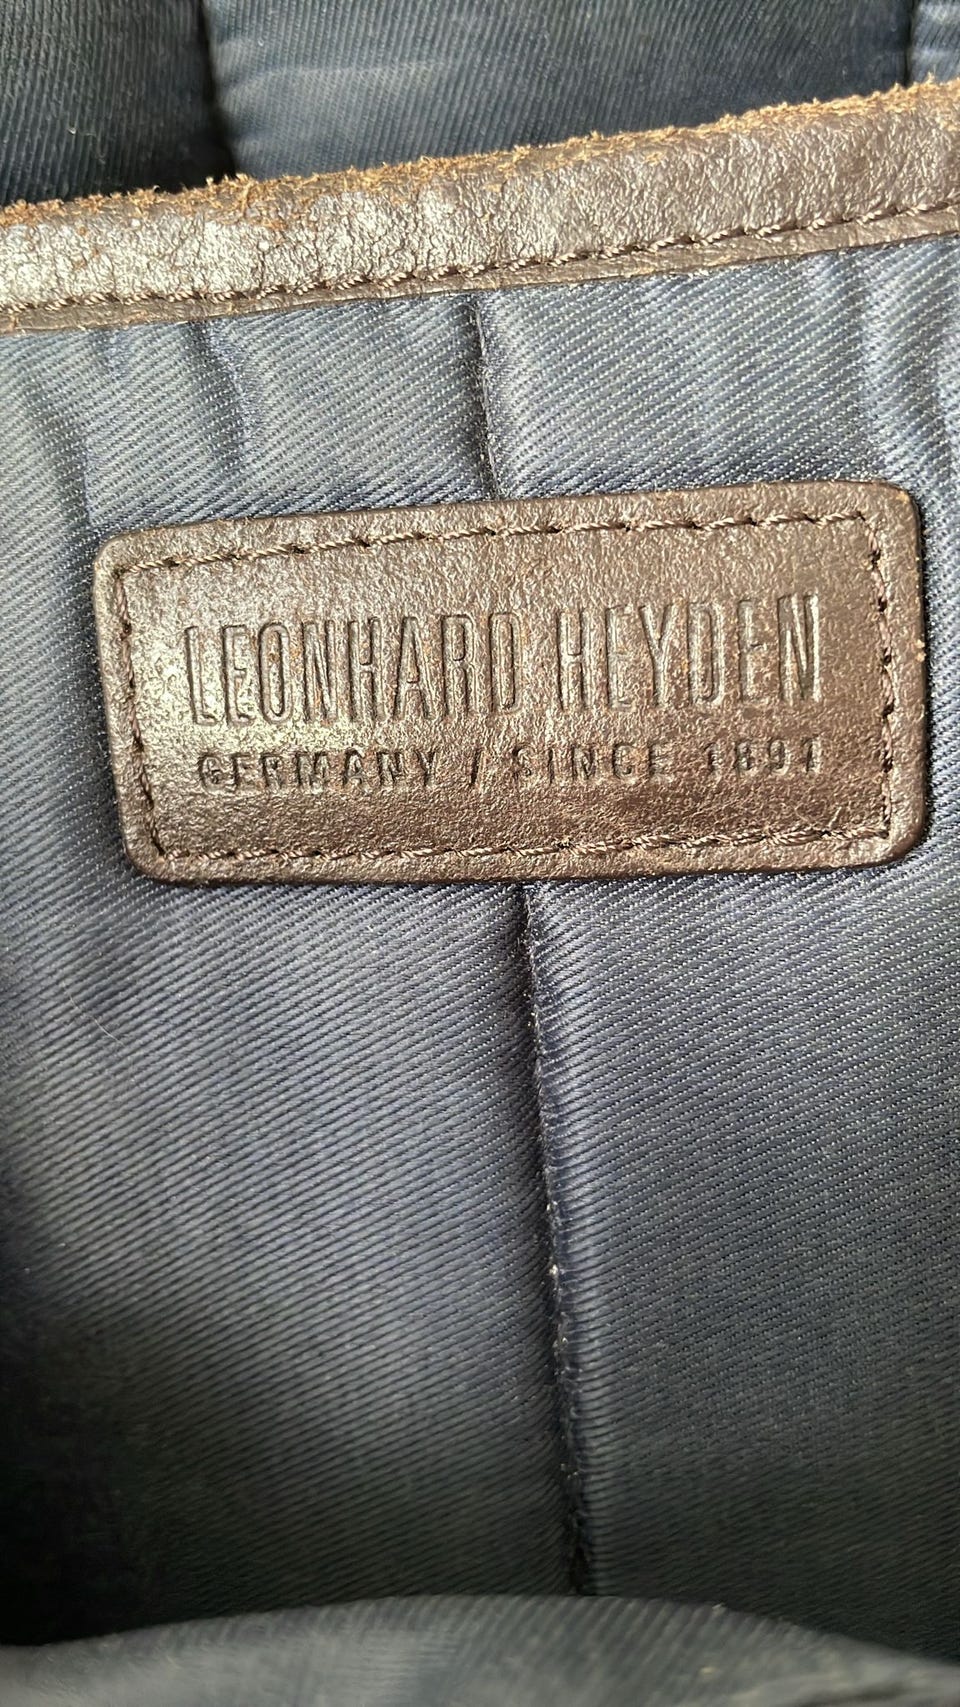 LEONHARD HEYDEN
GERMANY / SINCE 1891